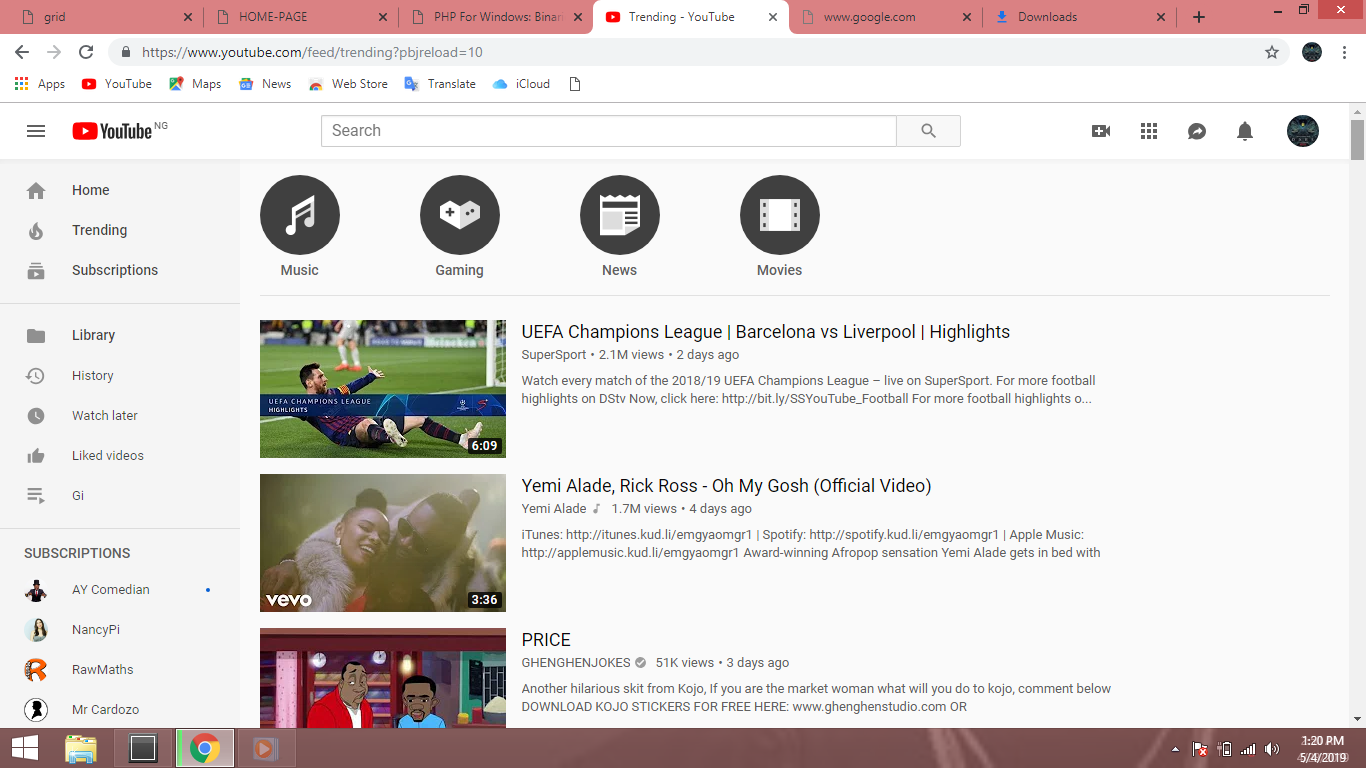 grid
HOME-PAGE
PHP For Windows: Binar
Trending - YouTube
www.google.com
Downloads
https://www.youtube.com/feed/trending?pbjreload=10
Apps
YouTube
Maps
News
Web Store
Translate
iCloud
YouTube NG
Search
Home
Trending
Subscriptions
Library
History
Watch later
Liked videos
Gi
SUBSCRIPTIONS
AY Comedian
NancyPi
RawMaths
Mr Cardozo
Music
Gaming
News
Movies
UEFA CHAMPIONS LEAGUE
HIGHLIGHTS
6:09
UEFA Champions League | Barcelona vs Liverpool | Highlights
SuperSport • 2.1M views • 2 days ago
Watch every match of the 2018/19 UEFA Champions League – live on SuperSport. For more football
highlights on DStv Now, click here: http://bit.ly/SSYouTube_Football For more football highlights o...
vevo
3:36
Yemi Alade, Rick Ross - Oh My Gosh (Official Video)
Yemi Alade 1.7M views • 4 days ago
iTunes: http://itunes.kud.li/emgyaomgr1 | Spotify: http://spotify.kud.li/emgyaomgr1 | Apple Music:
http://applemusic.kud.li/emgyaomgr1 Award-winning Afropop sensation Yemi Alade gets in bed with
PRICE
GHENGHENJOKES 51K views • 3 days ago
Another hilarious skit from Kojo, If you are the market woman what will you do to kojo, comment below
DOWNLOAD KOJO STICKERS FOR FREE HERE: www.ghenghenstudio.com OR
1:20 PM
5/4/2019